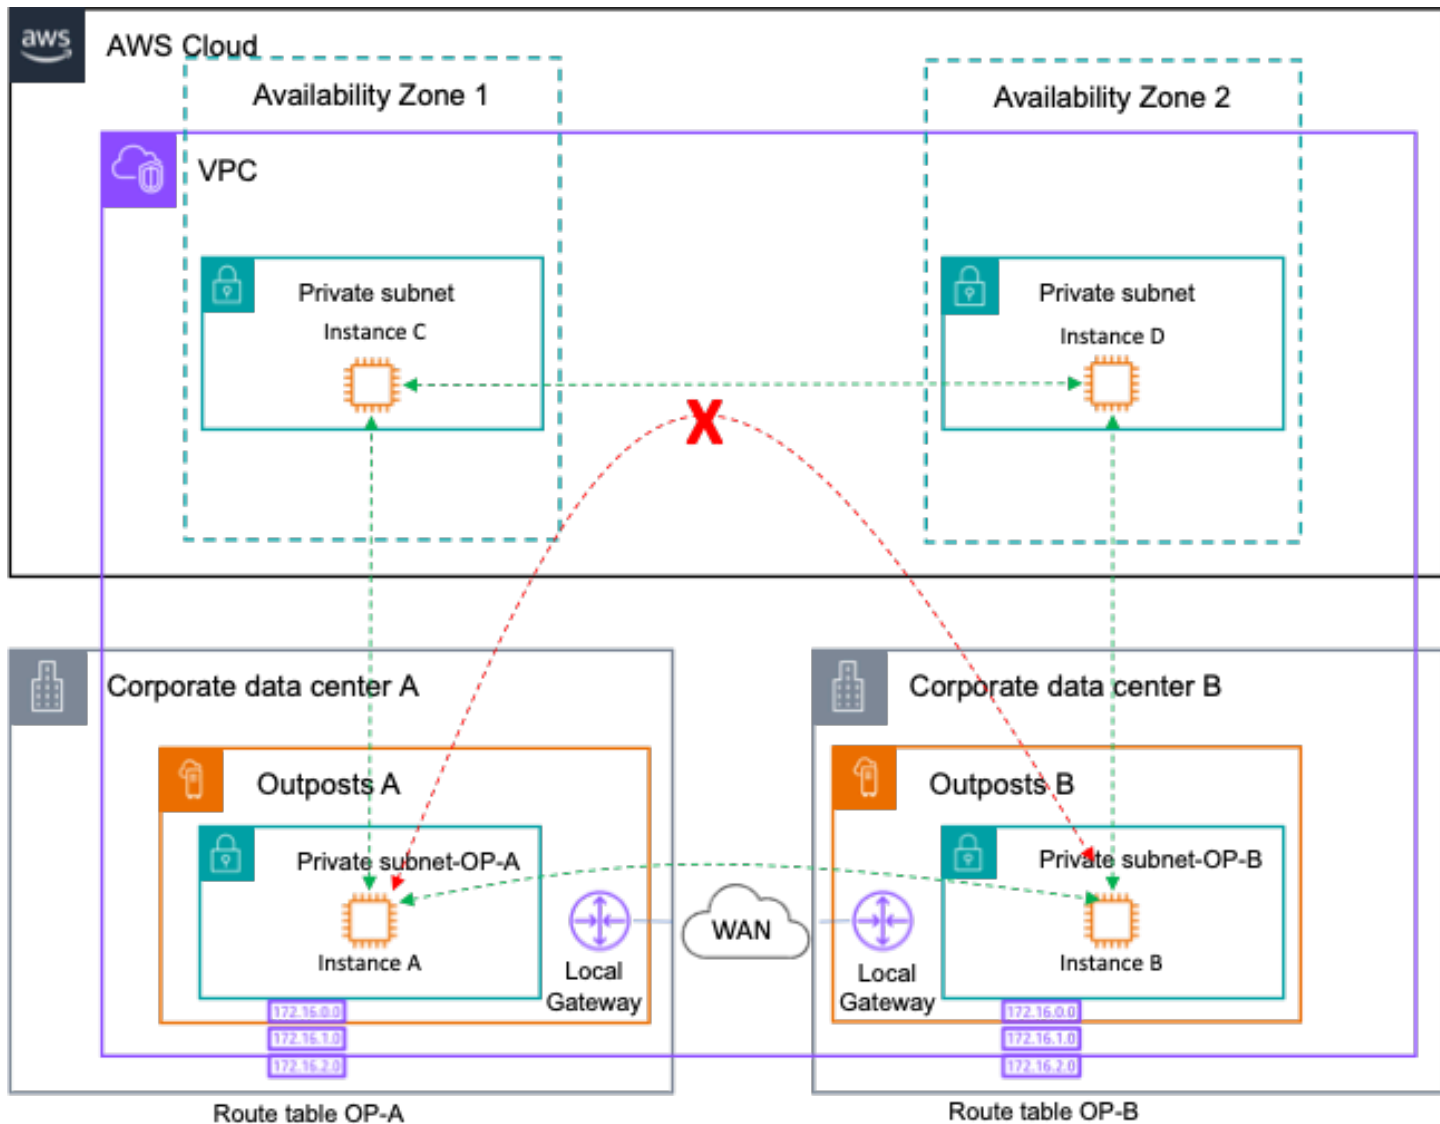 aws
AWS Cloud
Availability Zone 1
Availability Zone 2
VPC
Private subnet
Instance C
Private subnet
Instance D
X
Corporate data center A
Corporate data center B
Outposts A
Outposts B
Private subnet-OP-A
Private subnet-OP-B
WAN
Instance A
Local
Gateway
Local
Gateway
Instance B
172.16.0.0
172.16.1.0
172.16.2.0
172.16.0.0
172.16.1.0
172.16.2.0
Route table OP-A
Route table OP-B